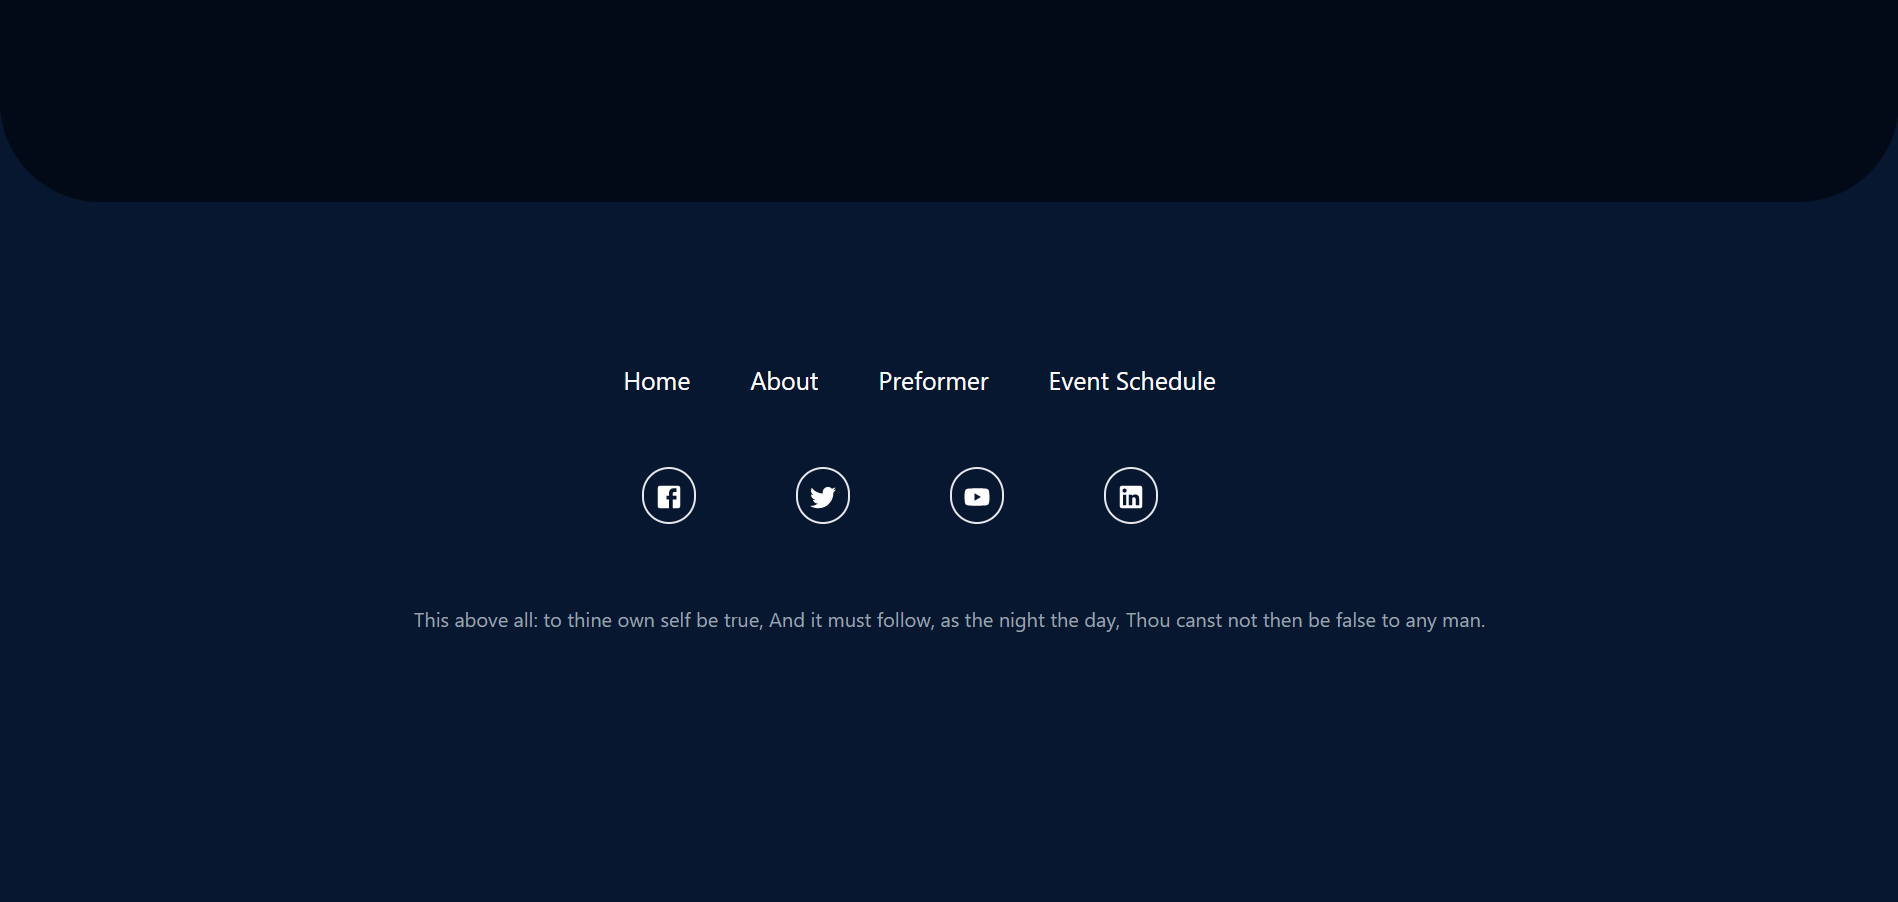 Home About Preformer Event Schedule
This above all: to thine own self be true, And it must follow, as the night the day, Thou canst not then be false to any man.